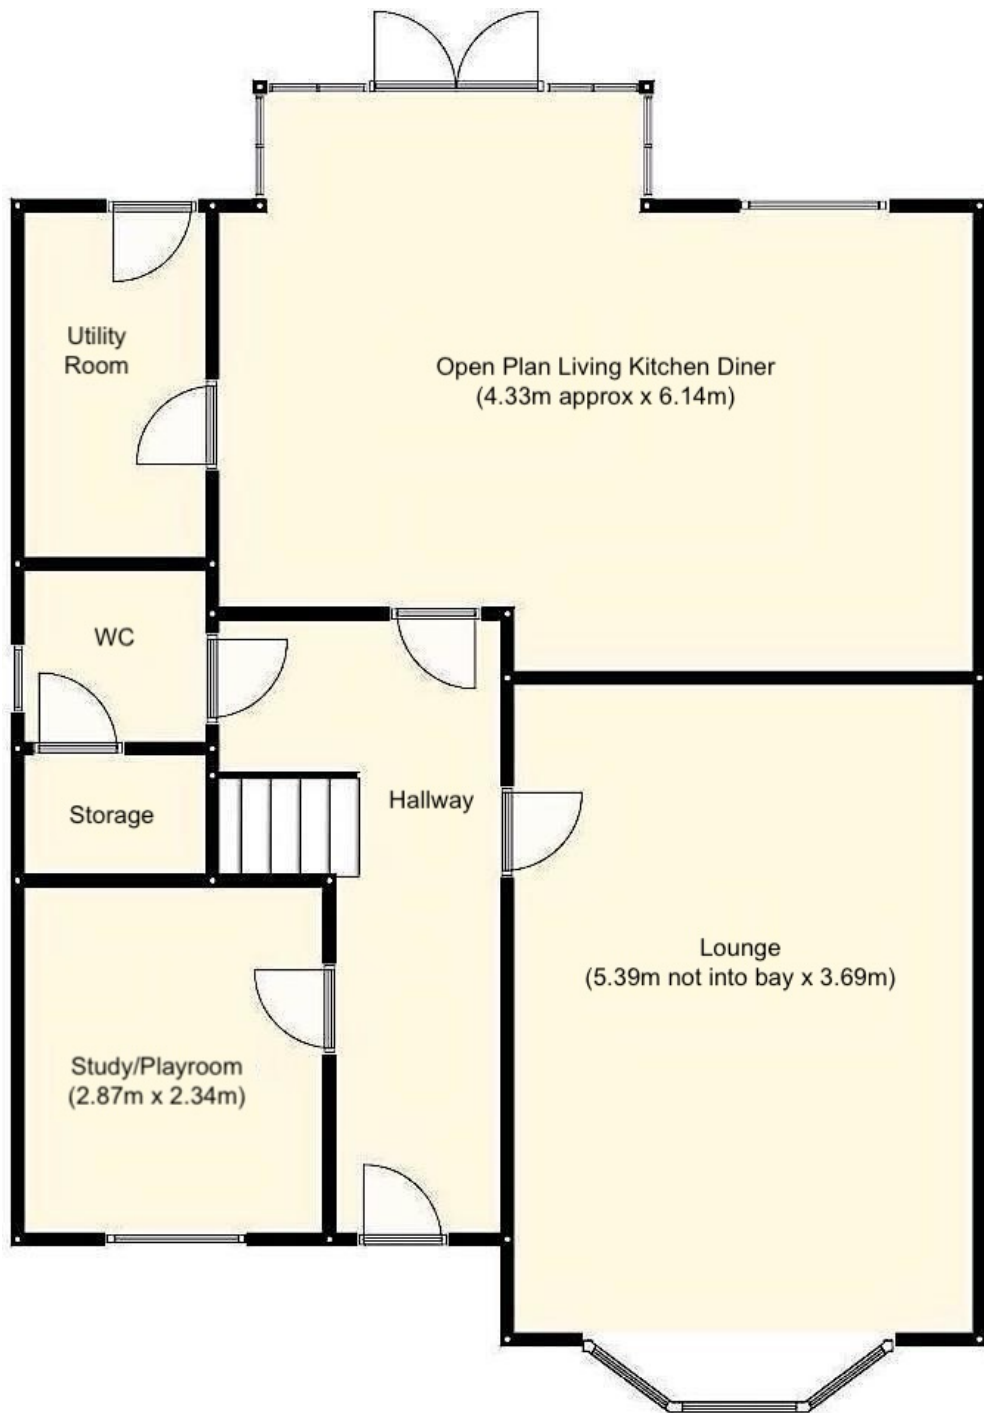 Utility
Room
Open Plan Living Kitchen Diner
(4.33m approx x 6.14m)
WC
Storage
Hallway
Lounge
(5.39m not into bay x 3.69m)
Study/Playroom
(2.87m x 2.34m)